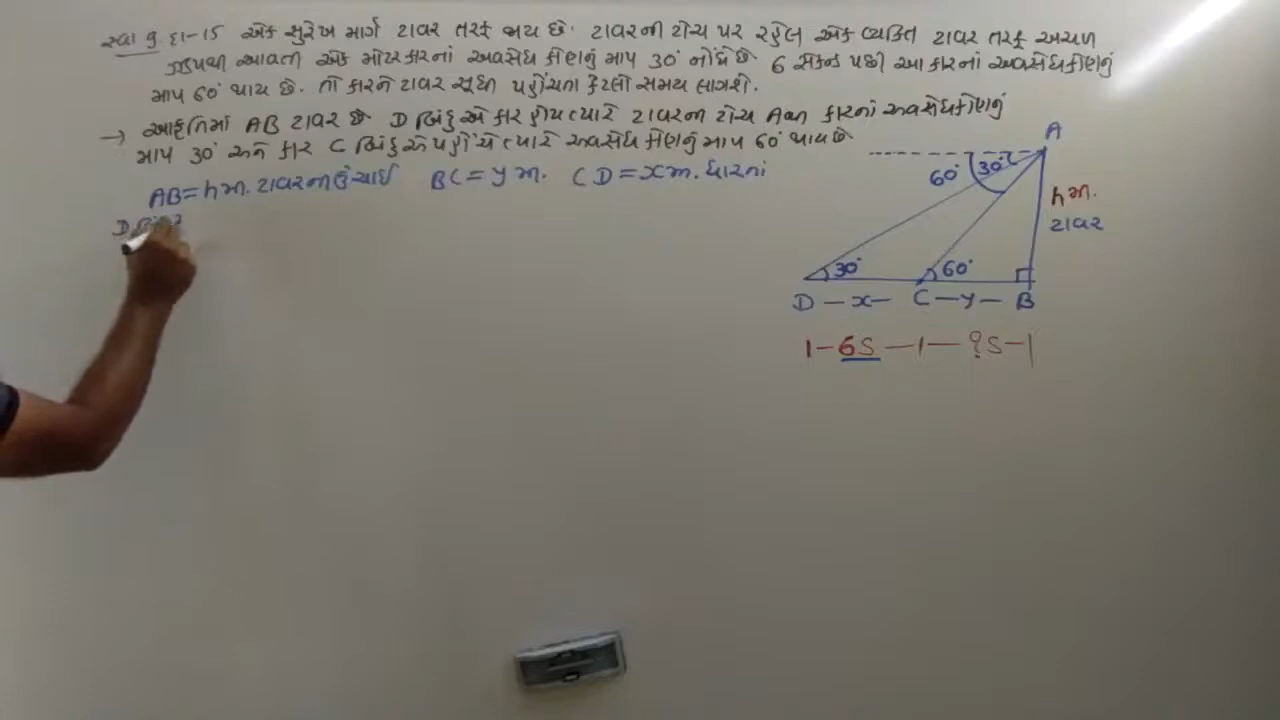 સ્વા 9. દા-15 એક સુરેખ માર્ગ ટાવર તરફ જાય છે. ટાવરની ટોચ પર રહેલ એક વ્યક્તિ ટાવર તરફ અચળ
ઝડપથી આવતી એક મોટરકારનાં અવસેધ કોણનું માપ 30° નોંધે છે 6 સેકન્ડ પછી આ કારનાં અવસેધકોણનું
માપ 60° થાય છે. તો કારને ટાવર સુધી પહોંચતા કેટલો સમય લાગશે.
→ આકૃતિમાં AB ટાવર છે D બિંદુએ કાર હોય ત્યારે ટાવરની ટોચ Aથી કારનાં અવસેધકોણનું
માપ 30° અને કાર C બિંદુએ પહોંચે ત્યારે અવસેધ કોણનું માપ 60° થાય છે
AB = h મી. ટાવરની ઉંચાઈ BC = y મી. CD = x મી. ધારતાં
D
A
60° 30°
h મી.
ટાવર
30° 60°
D – x – C – y – B
1 – 6S – 1 – ?S – 1